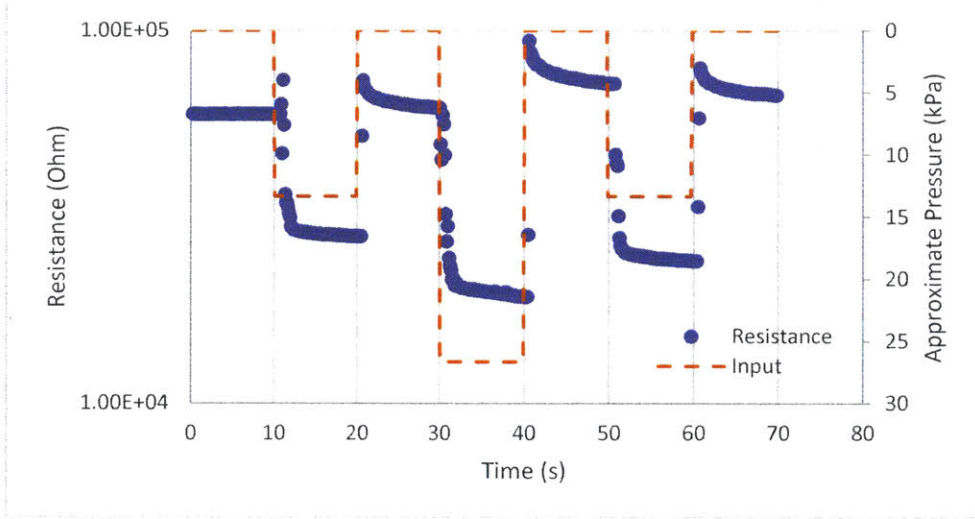 1.00E+05
1.00E+04
Resistance (Ohm)
0
5
10
15
20
25
30
Approximate Pressure (kPa)
Resistance
Input
0 10 20 30 40 50 60 70 80
Time (s)